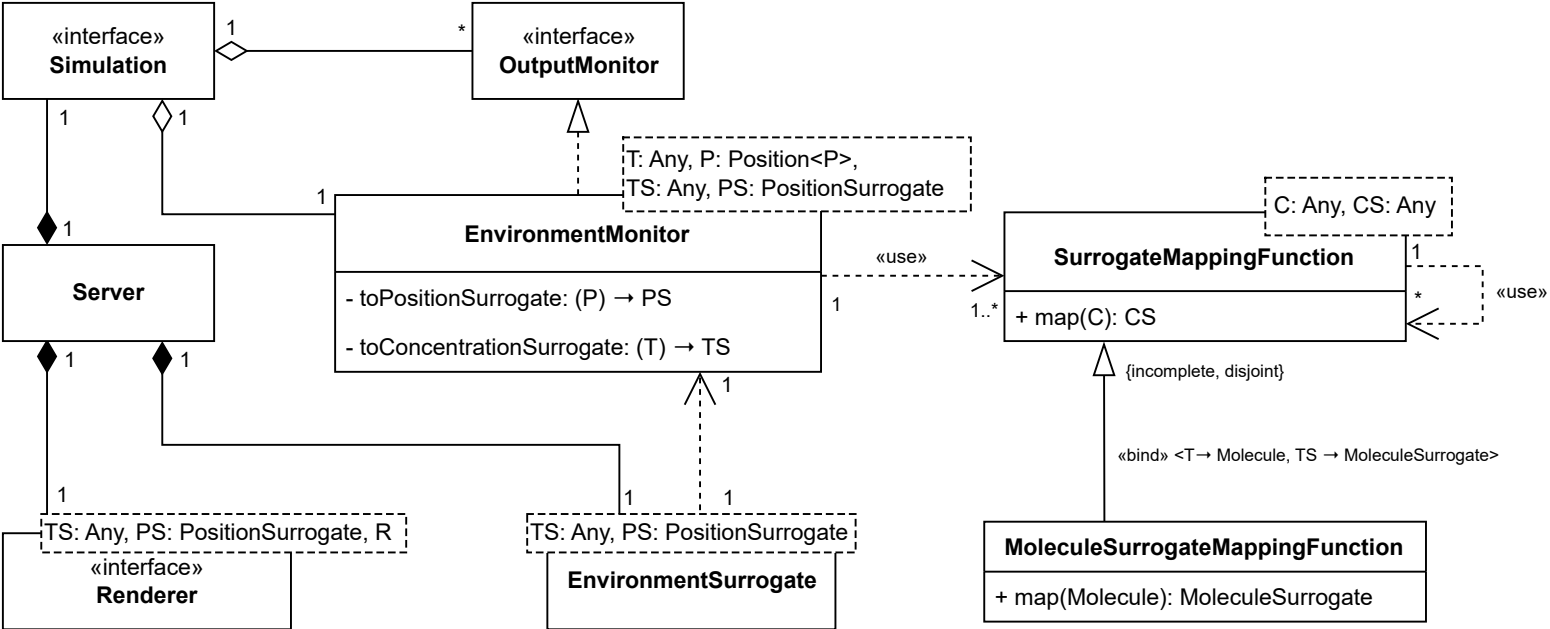 «interface»
Simulation
1
*
«interface»
OutputMonitor
1
1
1
1
T: Any, P: Position<P>,
TS: Any, PS: PositionSurrogate
EnvironmentMonitor
- toPositionSurrogate: (P) → PS
- toConcentrationSurrogate: (T) → TS
«use»
1
1..*
C: Any, CS: Any
SurrogateMappingFunction
+ map(C): CS
1
*
«use»
Server
1
1
1
{incomplete, disjoint}
«bind» <T→ Molecule, TS → MoleculeSurrogate>
1
1
1
TS: Any, PS: PositionSurrogate, R
«interface»
Renderer
TS: Any, PS: PositionSurrogate
EnvironmentSurrogate
MoleculeSurrogateMappingFunction
+ map(Molecule): MoleculeSurrogate